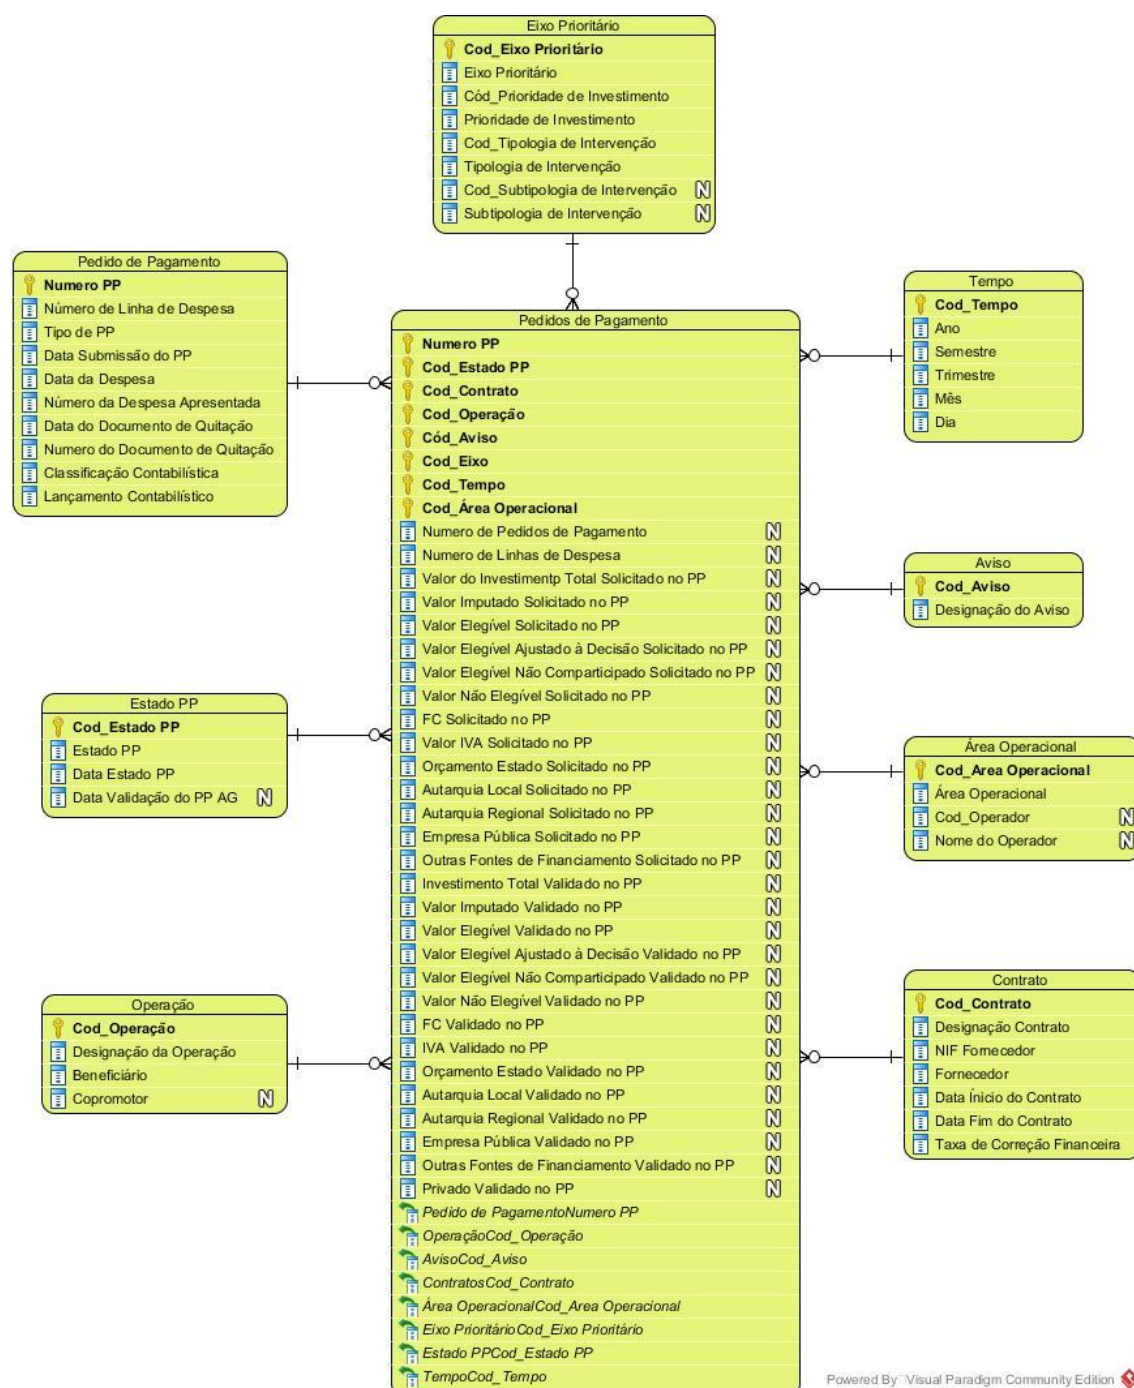 Eixo Prioritário
Cod_Eixo Prioritário
Eixo Prioritário
Cód_Prioridade de Investimento
Prioridade de Investimento
Cod_Tipologia de Intervenção
Tipologia de Intervenção
Cod_Subtipologia de Intervenção N
Subtipologia de Intervenção N
Pedido de Pagamento
Numero PP
Número de Linha de Despesa
Tipo de PP
Data Submissão do PP
Data da Despesa
Número da Despesa Apresentada
Data do Documento de Quitação
Numero do Documento de Quitação
Classificação Contabilística
Lançamento Contabilístico
Estado PP
Cod_Estado PP
Estado PP
Data Estado PP
Data Validação do PP AG N
Operação
Cod_Operação
Designação da Operação
Beneficiário
Copromotor N
Pedidos de Pagamento
Numero PP
Cod_Estado PP
Cod_Contrato
Cod_Operação
Cód_Aviso
Cod_Eixo
Cod_Tempo
Cod_Área Operacional
Numero de Pedidos de Pagamento N
Numero de Linhas de Despesa N
Valor do Investimentp Total Solicitado no PP N
Valor Imputado Solicitado no PP N
Valor Elegível Solicitado no PP N
Valor Elegível Ajustado à Decisão Solicitado no PP N
Valor Elegível Não Comparticipado Solicitado no PP N
Valor Não Elegível Solicitado no PP N
FC Solicitado no PP N
Valor IVA Solicitado no PP N
Orçamento Estado Solicitado no PP N
Autarquia Local Solicitado no PP N
Autarquia Regional Solicitado no PP N
Empresa Pública Solicitado no PP N
Outras Fontes de Financiamento Solicitado no PP N
Investimento Total Validado no PP N
Valor Imputado Validado no PP N
Valor Elegível Validado no PP N
Valor Elegível Ajustado à Decisão Validado no PP N
Valor Elegível Não Comparticipado Validado no PP N
Valor Não Elegível Validado no PP N
FC Validado no PP N
IVA Validado no PP N
Orçamento Estado Validado no PP N
Autarquia Local Validado no PP N
Autarquia Regional Validado no PP N
Empresa Pública Validado no PP N
Outras Fontes de Financiamento Validado no PP N
Privado Validado no PP N
Pedido de PagamentoNumero PP
OperaçãoCod_Operação
AvisoCod_Aviso
ContratosCod_Contrato
Área OperacionalCod_Area Operacional
Eixo PrioritárioCod_Eixo Prioritário
Estado PPCod_Estado PP
TempoCod_Tempo
Tempo
Cod_Tempo
Ano
Semestre
Trimestre
Mês
Dia
Aviso
Cod_Aviso
Designação do Aviso
Área Operacional
Cod_Area Operacional
Área Operacional
Cod_Operador N
Nome do Operador N
Contrato
Cod_Contrato
Designação Contrato
NIF Fornecedor
Fornecedor
Data Ínicio do Contrato
Data Fim do Contrato
Taxa de Correção Financeira
Powered By Visual Paradigm Community Edition